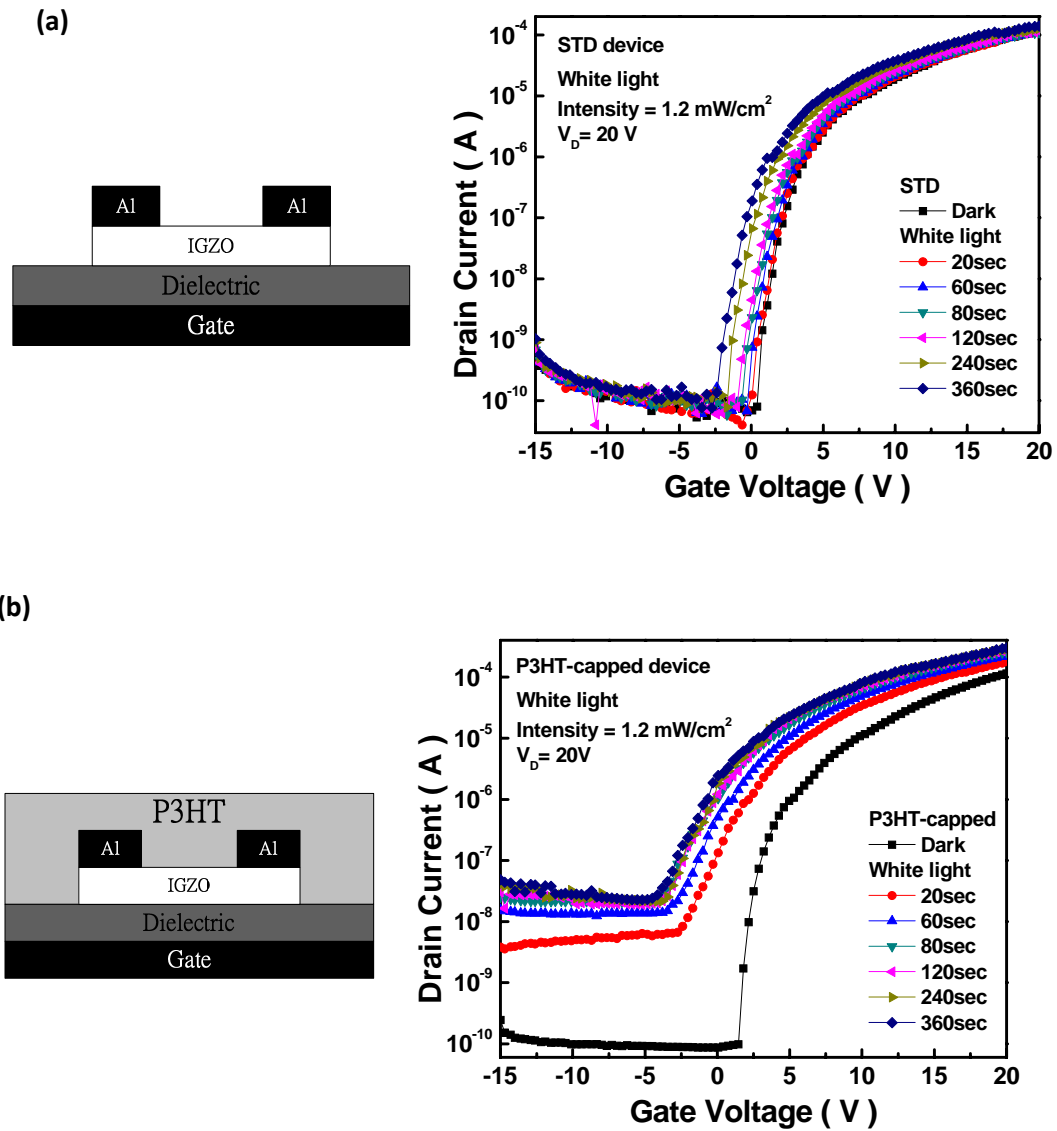 (a)
Al
Al
IGZO
Dielectric
Gate
STD device
White light
Intensity = 1.2 mW/cm²
V_D= 20 V
STD
Dark
White light
20sec
60sec
80sec
120sec
240sec
360sec
10⁻⁴
10⁻⁵
10⁻⁶
10⁻⁷
10⁻⁸
10⁻⁹
10⁻¹⁰
Drain Current ( A )
-15 -10 -5 0 5 10 15 20
Gate Voltage ( V )
(b)
P3HT
Al
Al
IGZO
Dielectric
Gate
P3HT-capped device
White light
Intensity = 1.2 mW/cm²
V_D= 20V
P3HT-capped
Dark
White light
20sec
60sec
80sec
120sec
240sec
360sec
10⁻⁴
10⁻⁵
10⁻⁶
10⁻⁷
10⁻⁸
10⁻⁹
10⁻¹⁰
Drain Current ( A )
-15 -10 -5 0 5 10 15 20
Gate Voltage ( V )